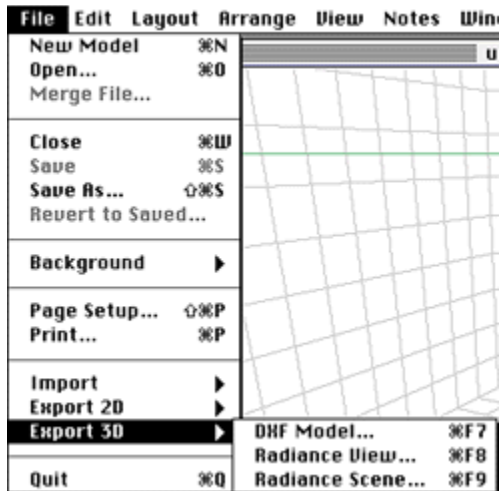 File Edit Layout Arrange View Notes
New Model ⌘N
Open... ⌘O
Merge File...
Close ⌘W
Save ⌘S
Save As... ⇧⌘S
Revert to Saved...
Background ▶
Page Setup... ⇧⌘P
Print... ⌘P
Import ▶
Export 2D ▶
Export 3D ▶
DXF Model... ⌘F7
Radiance View... ⌘F8
Radiance Scene... ⌘F9
Quit ⌘Q